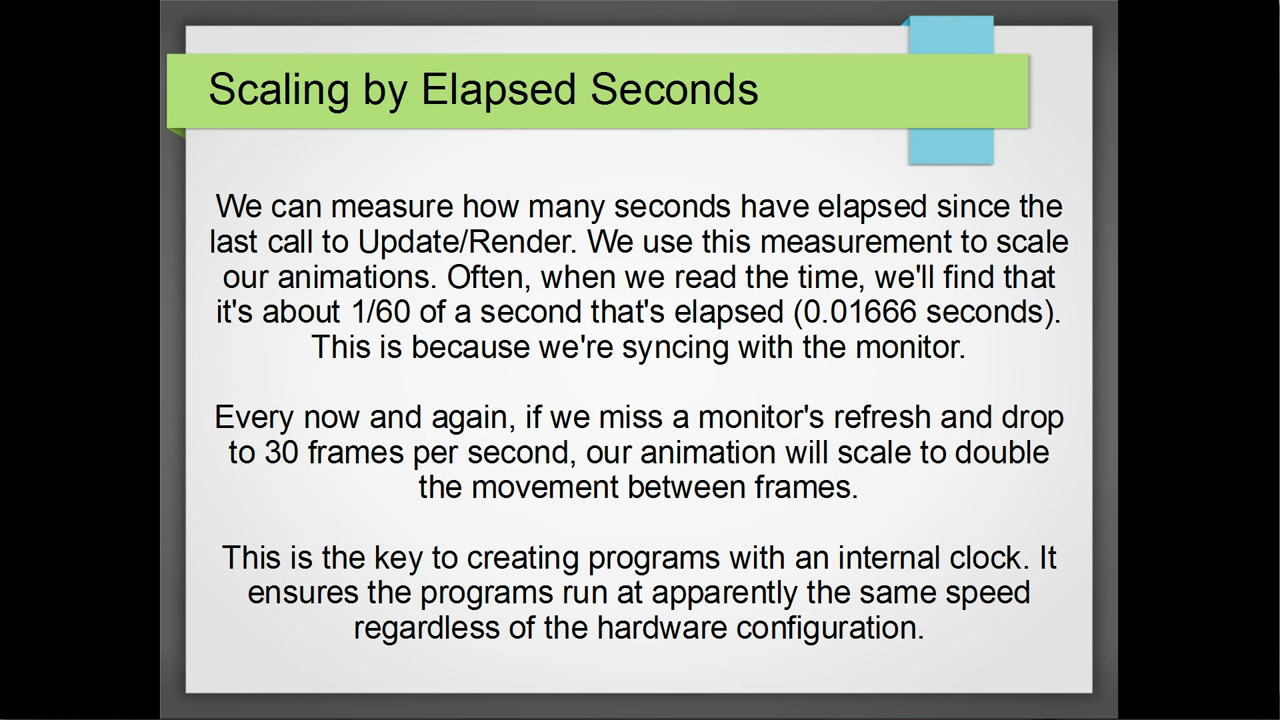 Scaling by Elapsed Seconds
We can measure how many seconds have elapsed since the
last call to Update/Render. We use this measurement to scale
our animations. Often, when we read the time, we'll find that
it's about 1/60 of a second that's elapsed (0.01666 seconds).
This is because we're syncing with the monitor.
Every now and again, if we miss a monitor's refresh and drop
to 30 frames per second, our animation will scale to double
the movement between frames.
This is the key to creating programs with an internal clock. It
ensures the programs run at apparently the same speed
regardless of the hardware configuration.